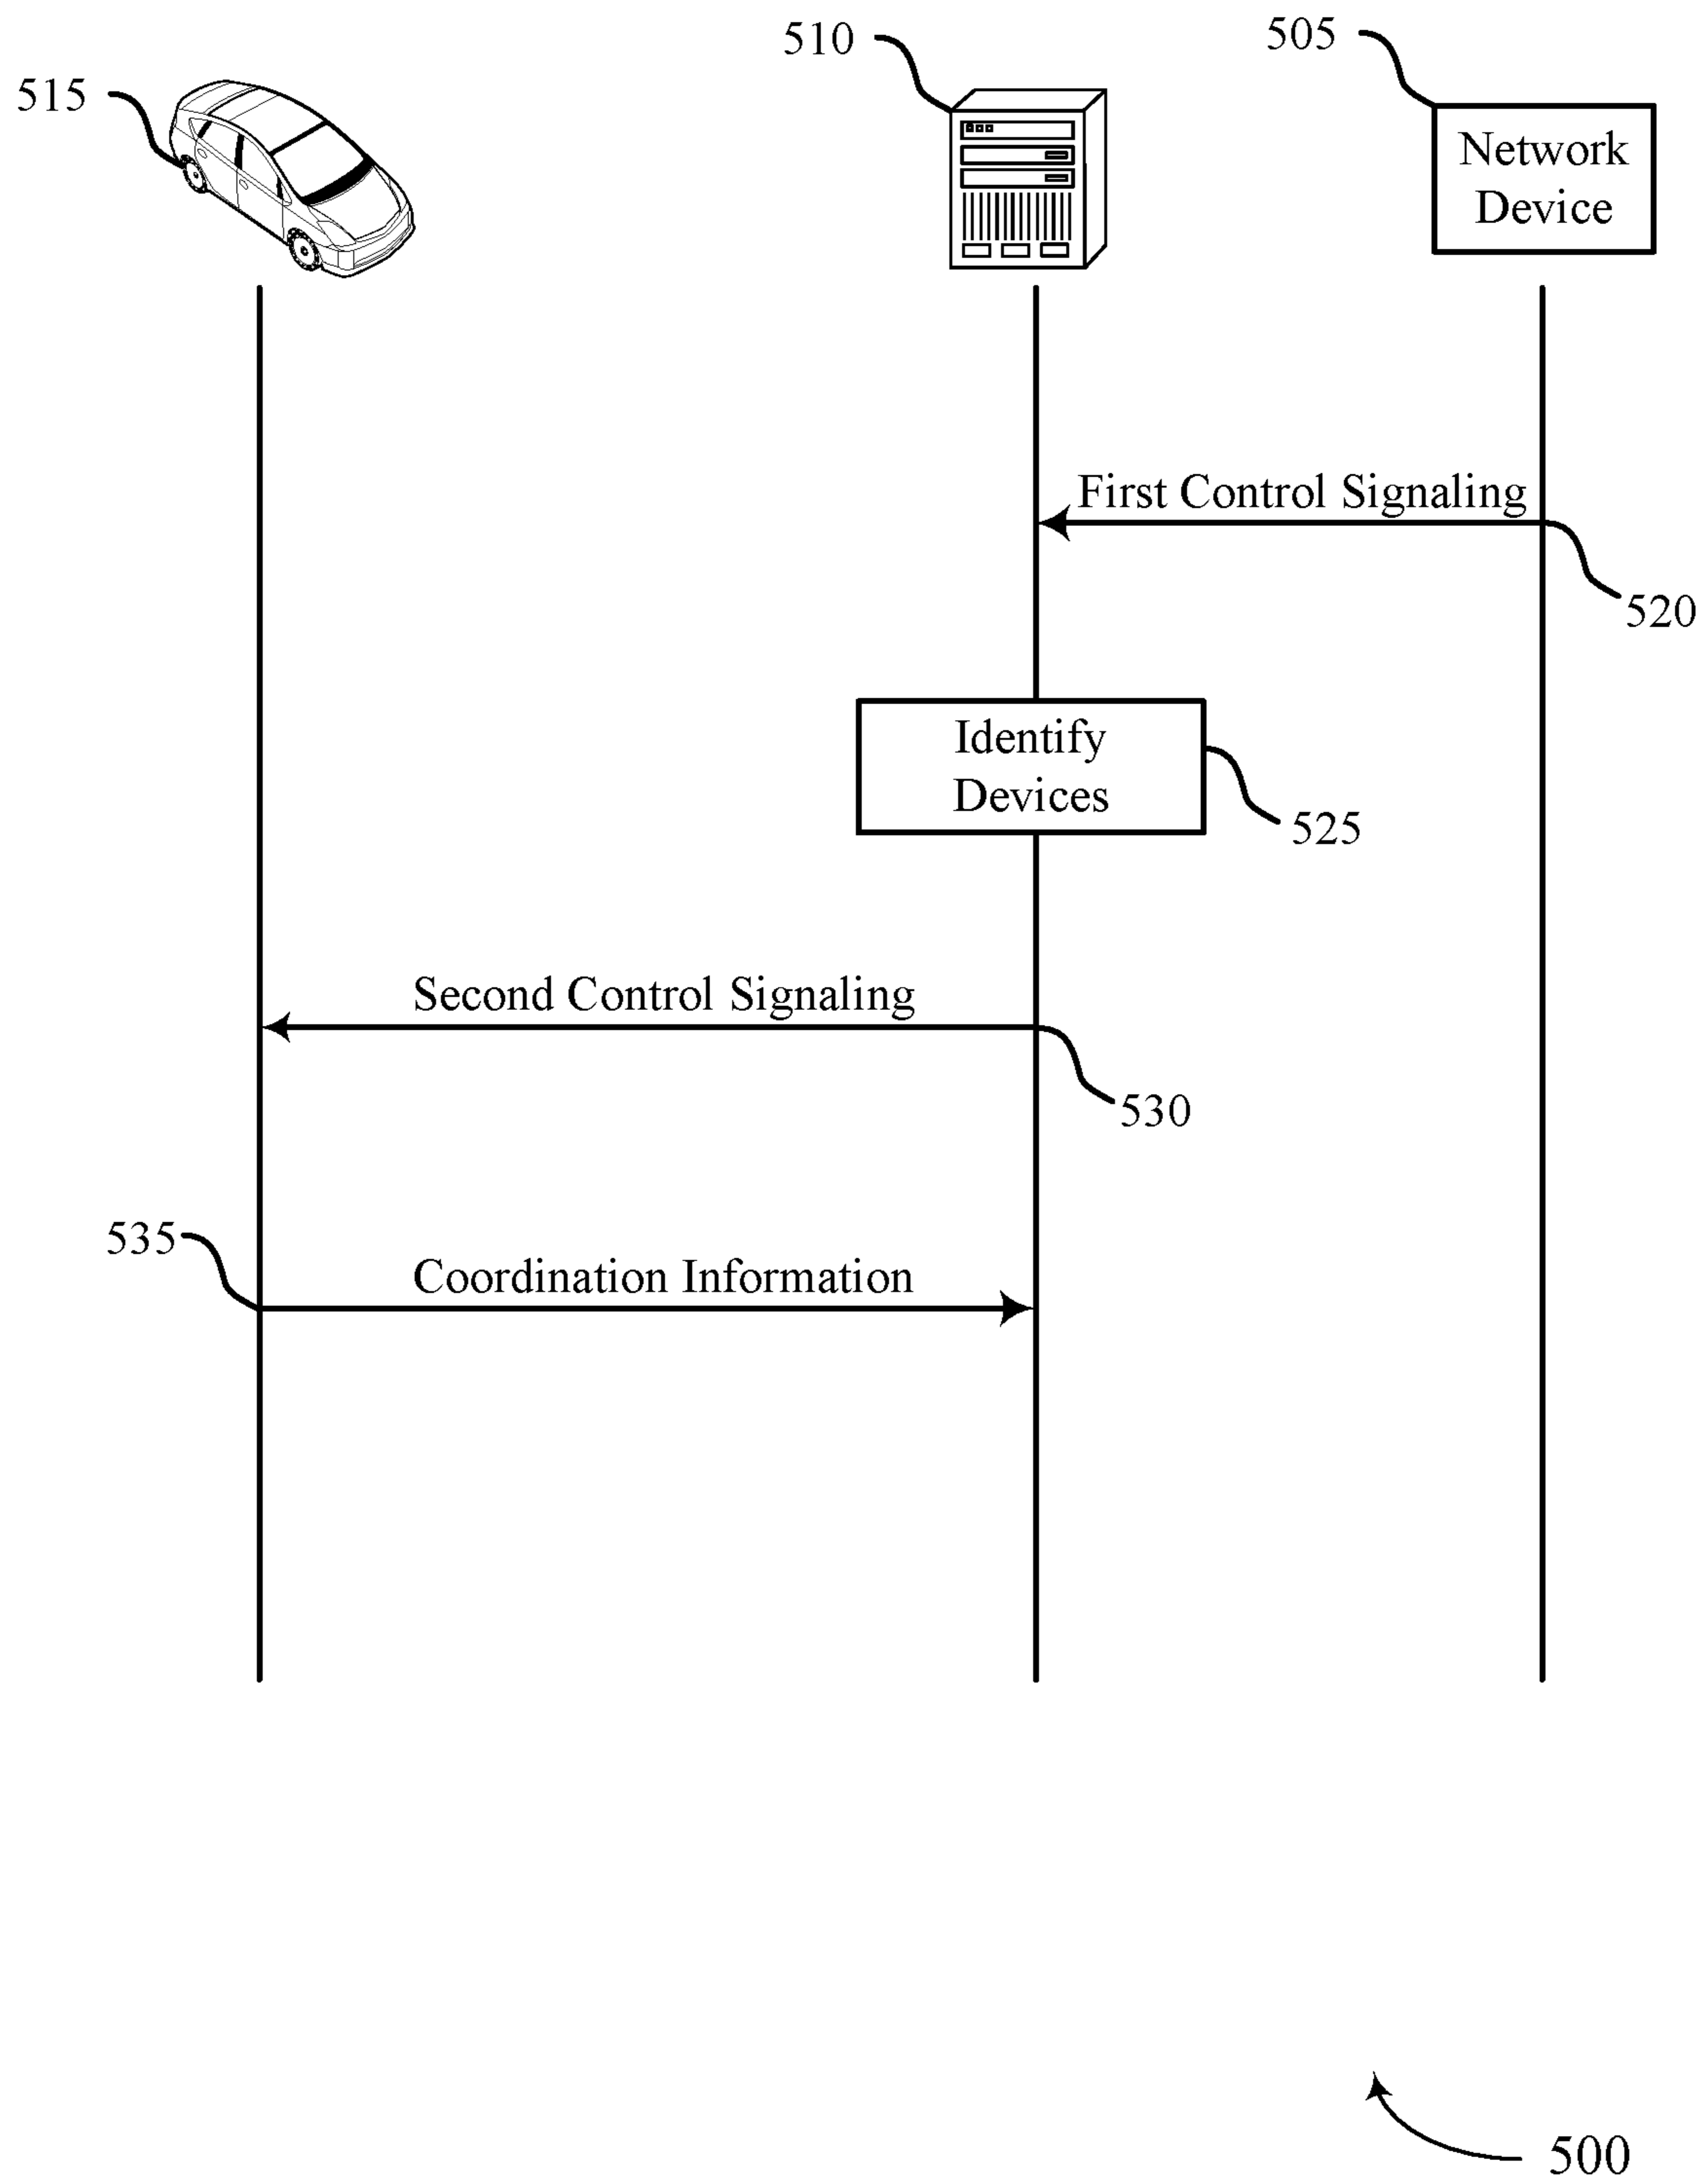 510
505
515
Network
Device
First Control Signaling
520
Identify
Devices
525
Second Control Signaling
530
535
Coordination Information
500